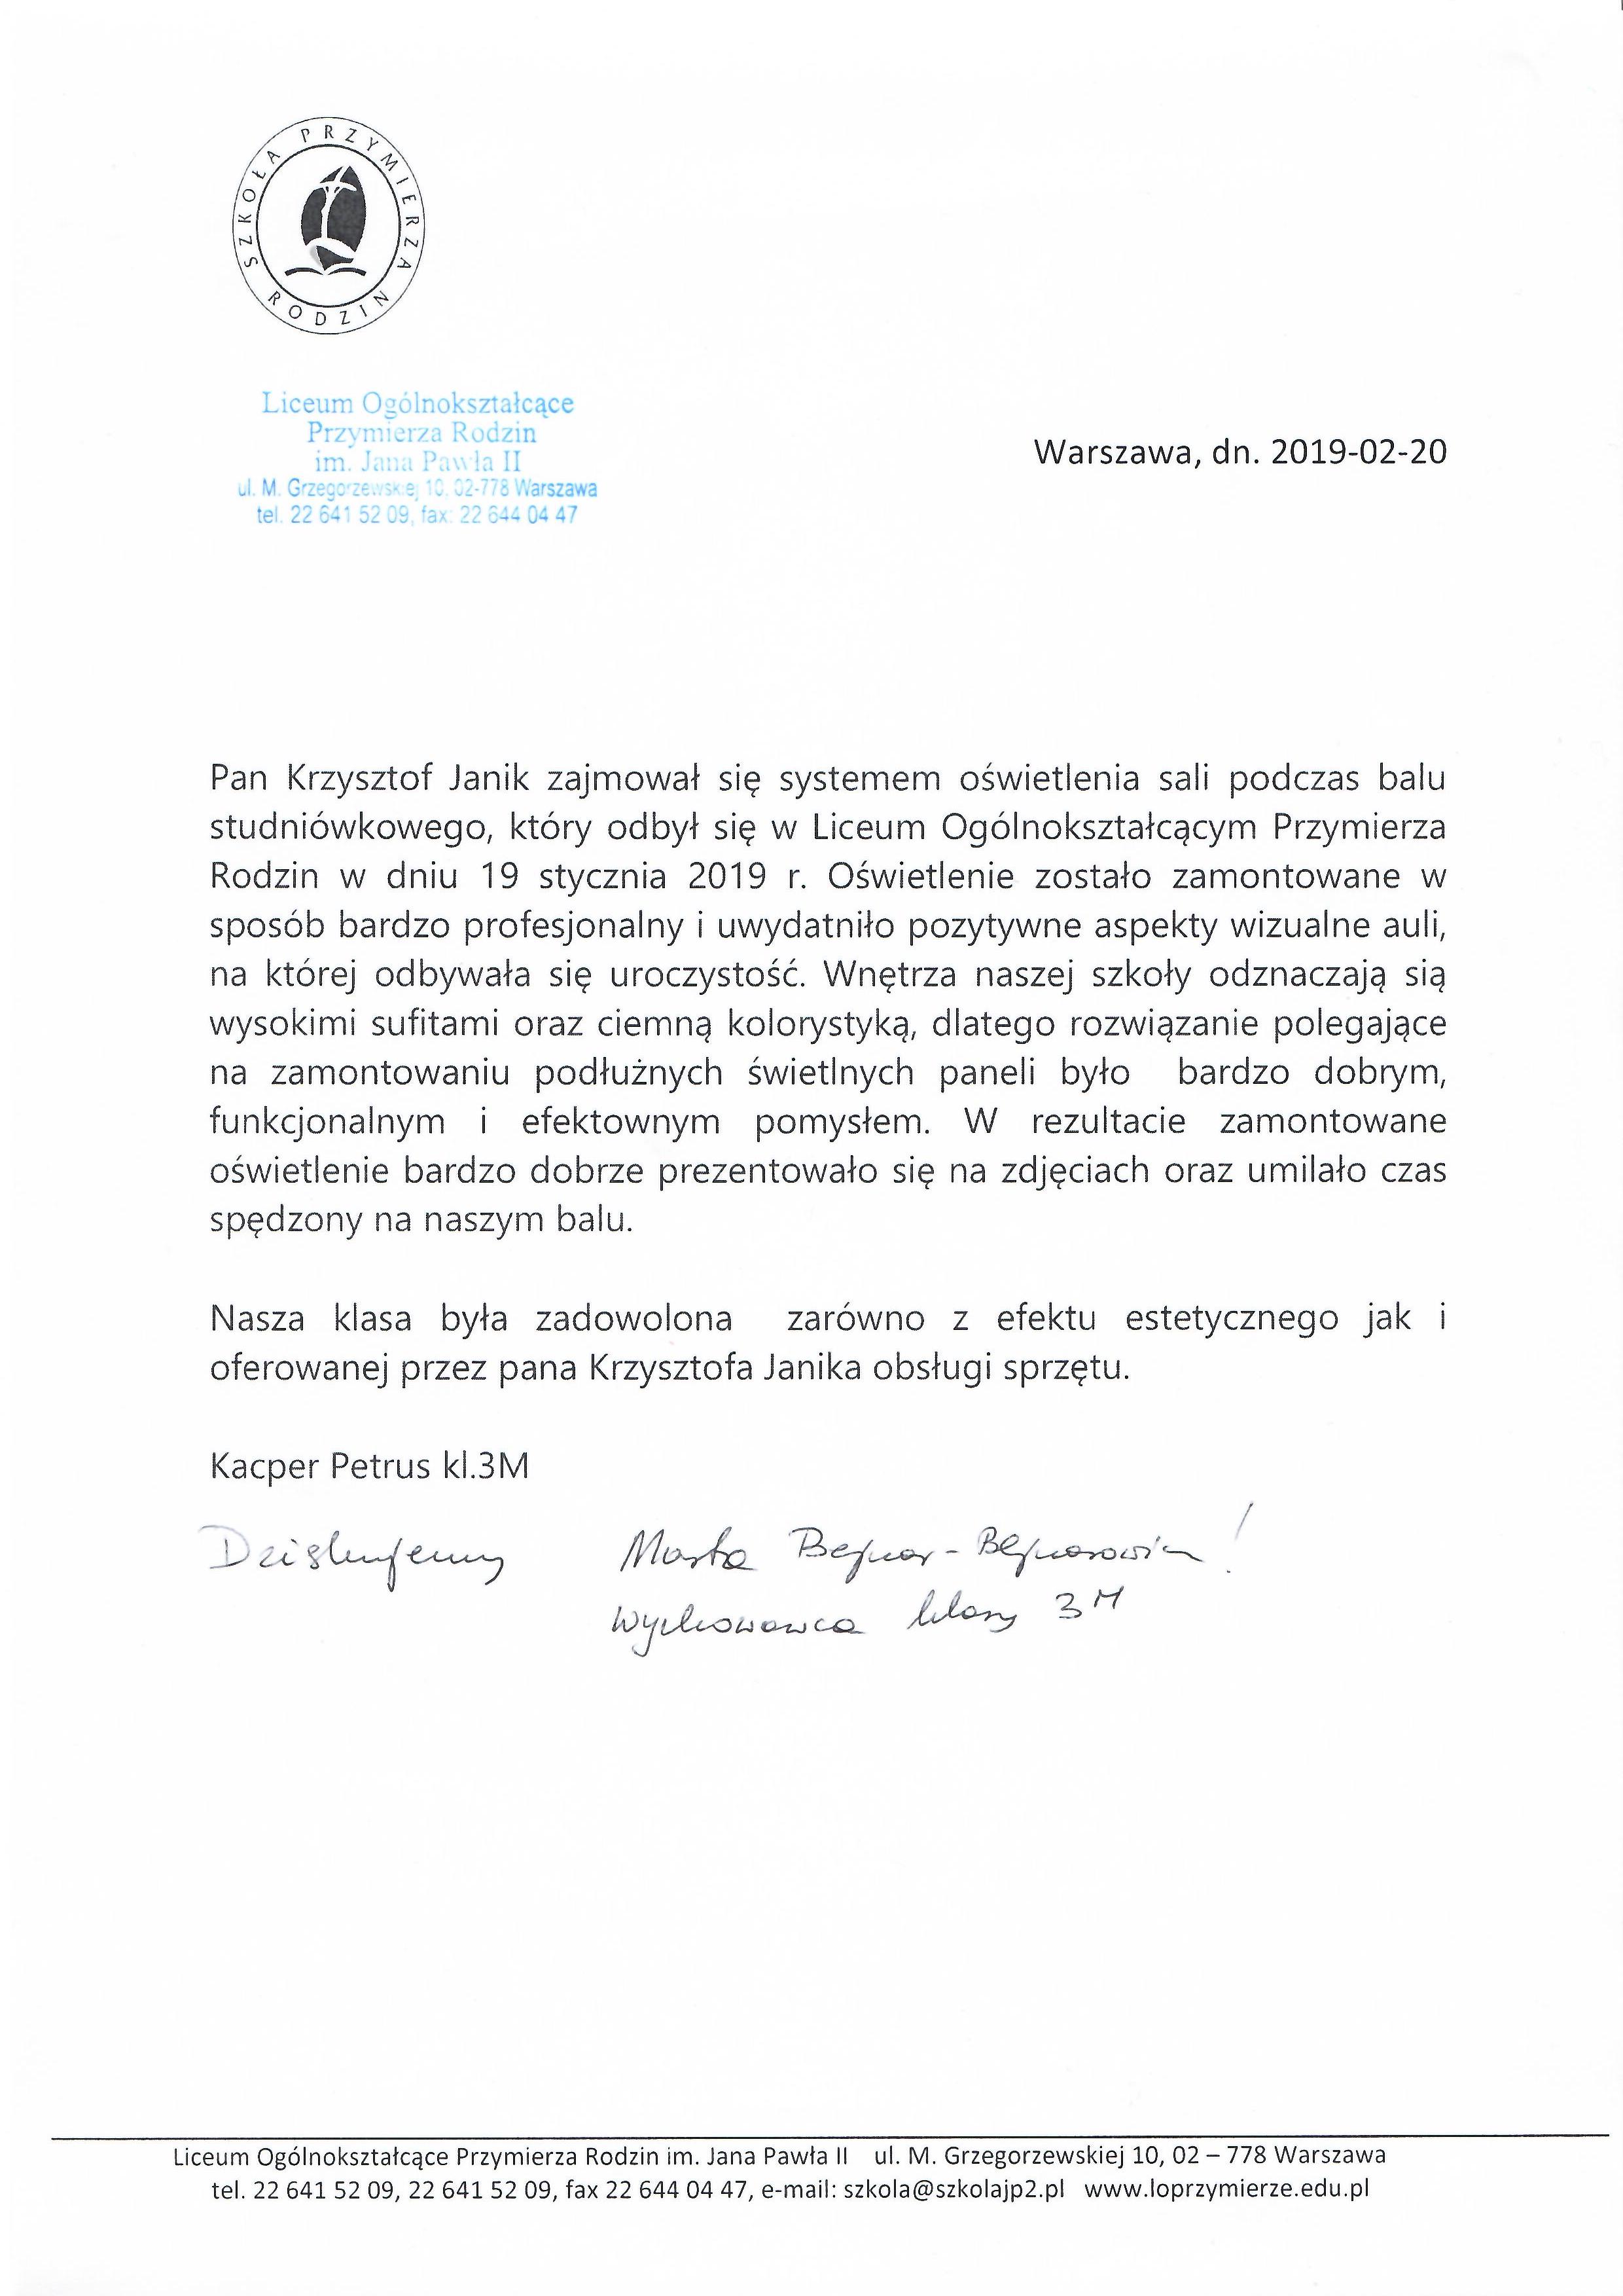 SZKOŁA PRZYMIERZA RODZIN
Liceum Ogólnokształcące
Przymierza Rodzin
im. Jana Pawła II
ul. M. Grzegorzewskiej 10, 02-778 Warszawa
tel. 22 641 52 09, fax: 22 644 04 47
Warszawa, dn. 2019-02-20
Pan Krzysztof Janik zajmował się systemem oświetlenia sali podczas balu
studniówkowego, który odbył się w Liceum Ogólnokształcącym Przymierza
Rodzin w dniu 19 stycznia 2019 r. Oświetlenie zostało zamontowane w
sposób bardzo profesjonalny i uwydatniło pozytywne aspekty wizualne auli,
na której odbywała się uroczystość. Wnętrza naszej szkoły odznaczają sią
wysokimi sufitami oraz ciemną kolorystyką, dlatego rozwiązanie polegające
na zamontowaniu podłużnych świetlnych paneli było bardzo dobrym,
funkcjonalnym i efektownym pomysłem. W rezultacie zamontowane
oświetlenie bardzo dobrze prezentowało się na zdjęciach oraz umilało czas
spędzony na naszym balu.
Nasza klasa była zadowolona zarówno z efektu estetycznego jak i
oferowanej przez pana Krzysztofa Janika obsługi sprzętu.
Kacper Petrus kl.3M
Dziękujemy Marta !
Wychowawca klasy 3M
Liceum Ogólnokształcące Przymierza Rodzin im. Jana Pawła II ul. M. Grzegorzewskiej 10, 02 – 778 Warszawa
tel. 22 641 52 09, 22 641 52 09, fax 22 644 04 47, e-mail: szkola@szkolajp2.pl www.loprzymierze.edu.pl